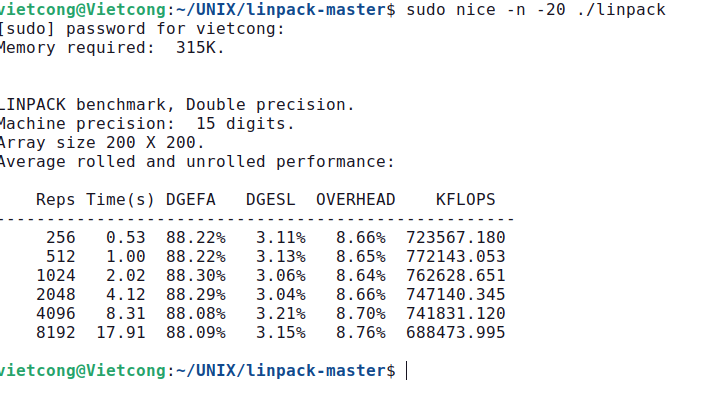 vietcong@Vietcong:~/UNIX/linpack-master$ sudo nice -n -20 ./linpack
[sudo] password for vietcong:
Memory required:  315K.
LINPACK benchmark, Double precision.
Machine precision:  15 digits.
Array size 200 X 200.
Average rolled and unrolled performance:
    Reps Time(s) DGEFA   DGESL  OVERHEAD    KFLOPS
----------------------------------------------------
     256   0.53  88.22%   3.11%   8.66%  723567.180
     512   1.00  88.22%   3.13%   8.65%  772143.053
    1024   2.02  88.30%   3.06%   8.64%  762628.651
    2048   4.12  88.29%   3.04%   8.66%  747140.345
    4096   8.31  88.08%   3.21%   8.70%  741831.120
    8192  17.91  88.09%   3.15%   8.76%  688473.995
vietcong@Vietcong:~/UNIX/linpack-master$